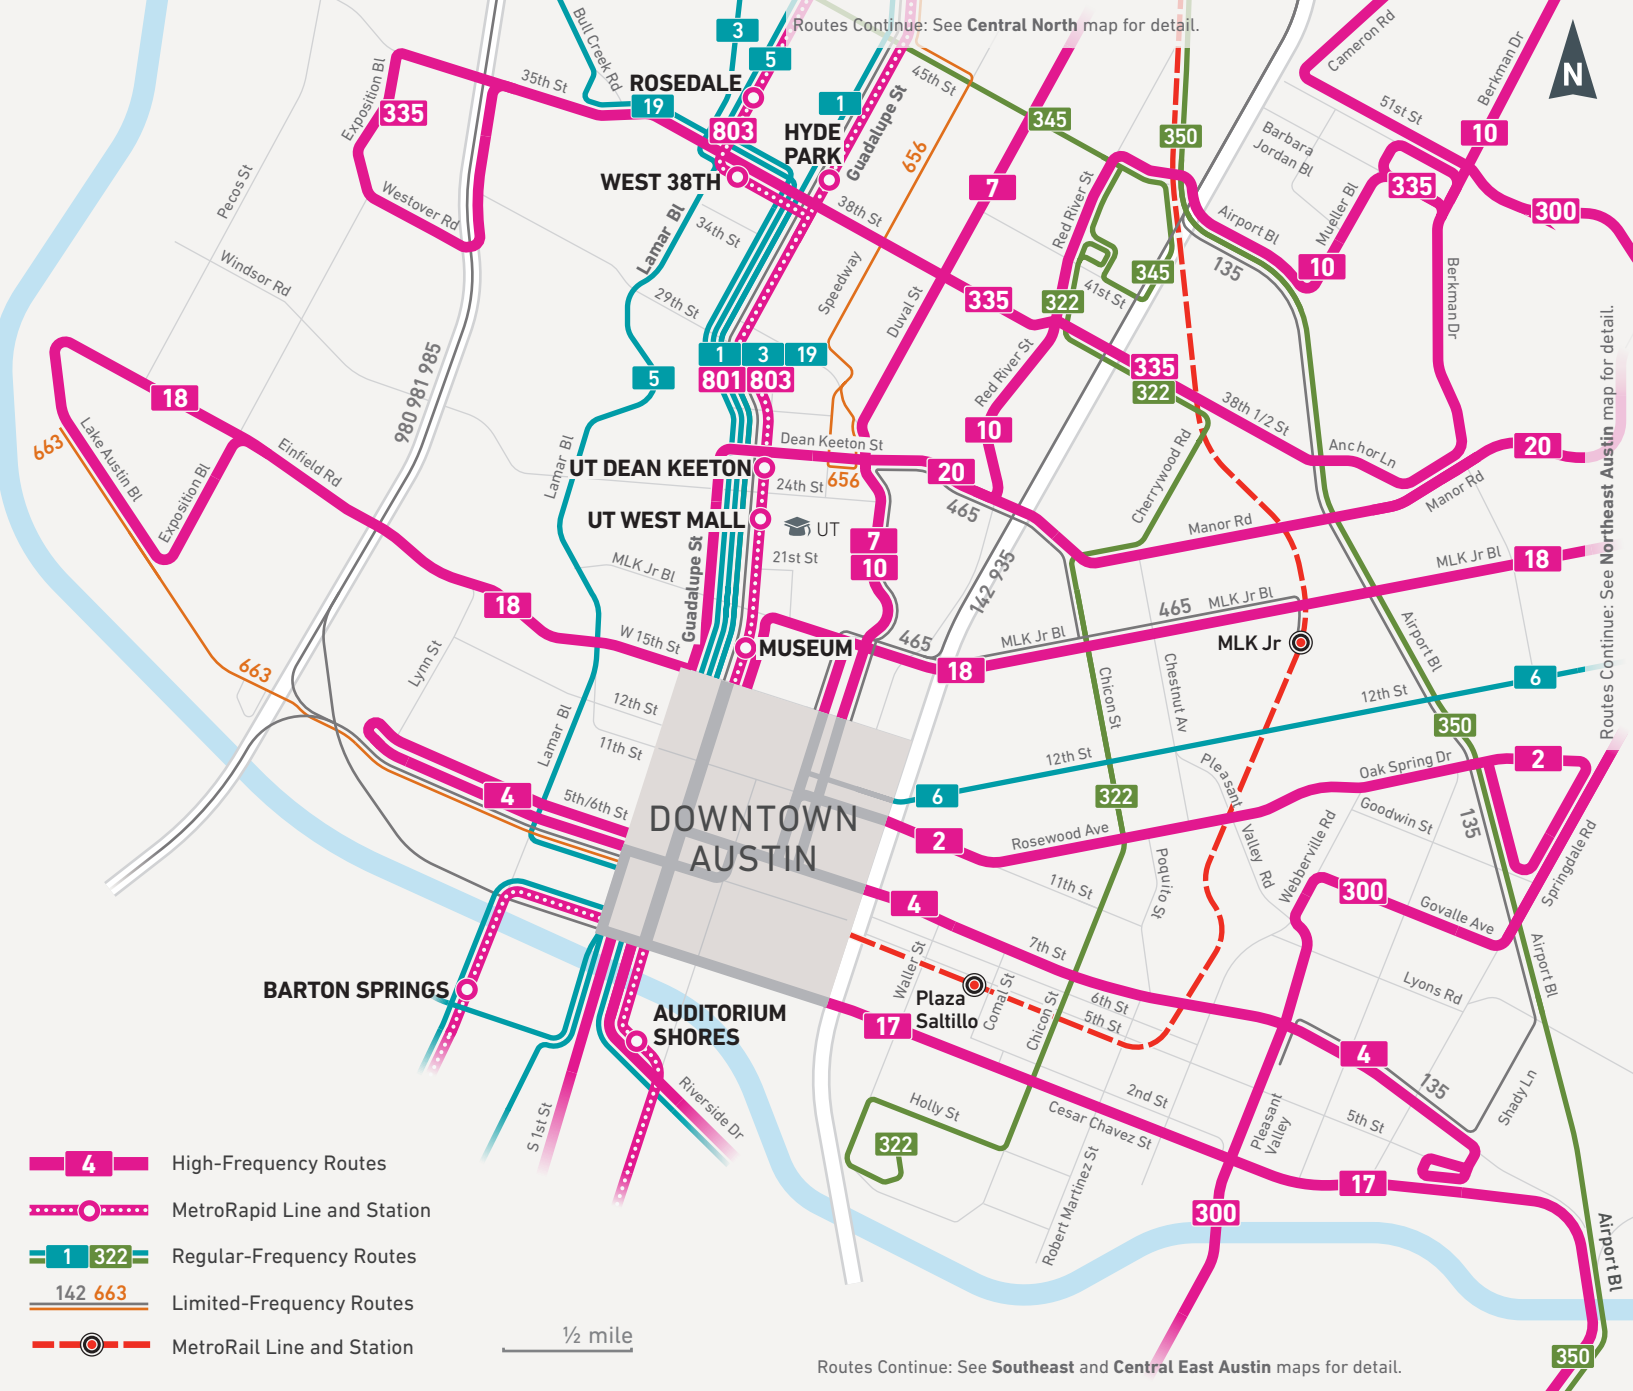 Routes Continue: See Central North map for detail.
N
Bull Creek Rd
3
5
ROSEDALE
35th St
19
1
803
HYDE
PARK
Guadalupe St
45th St
656
345
350
Cameron Rd
Berkman Dr
51st St
10
Exposition Bl
335
Barbara
Jordan Bl
WEST 38TH
7
335
300
Westover Rd
Pecos St
Lamar Bl
34th St
38th St
Red River St
Mueller Bl
Airport Bl
10
135
345
Windsor Rd
29th St
Speedway
Duval St
335
322
41st St
Berkman Dr
1
3
19
801
803
5
980 981 985
Red River St
335
322
38th 1/2 St
18
Routes Continue: See Northeast Austin map for detail.
Lake Austin Bl
663
Exposition Bl
Einfield Rd
Lamar Bl
Dean Keeton St
10
Anchor Ln
20
UT DEAN KEETON
24th St
656
20
465
Cherrywood Rd
Manor Rd
Manor Rd
UT WEST MALL
UT
7
10
21st St
MLK Jr Bl
Guadalupe St
142 935
MLK Jr Bl
18
18
W 15th St
MUSEUM
465
18
MLK Jr Bl
465
MLK Jr Bl
MLK Jr
Airport Bl
663
Lynn St
12th St
11th St
Lamar Bl
Chicon St
Chestnut Av
12th St
12th St
6
350
4
5th/6th St
DOWNTOWN
AUSTIN
6
2
322
Rosewood Ave
Pleasant
Valley
Rd
Oak Spring Dr
2
Goodwin St
135
Webberville Rd
Springdale Rd
4
11th St
Poquito St
300
Govalle Ave
Airport Bl
7th St
Waller St
Plaza
Saltillo
Comal St
Chicon St
6th St
5th St
Lyons Rd
BARTON SPRINGS
AUDITORIUM
SHORES
17
4
135
Shady Ln
S 1st St
Riverside Dr
Holly St
322
2nd St
Cesar Chavez St
Pleasant
Valley
5th St
Robert Martinez St
17
300
Airport Bl
350
4
High-Frequency Routes
MetroRapid Line and Station
1
322
Regular-Frequency Routes
142 663
Limited-Frequency Routes
MetroRail Line and Station
½ mile
Routes Continue: See Southeast and Central East Austin maps for detail.